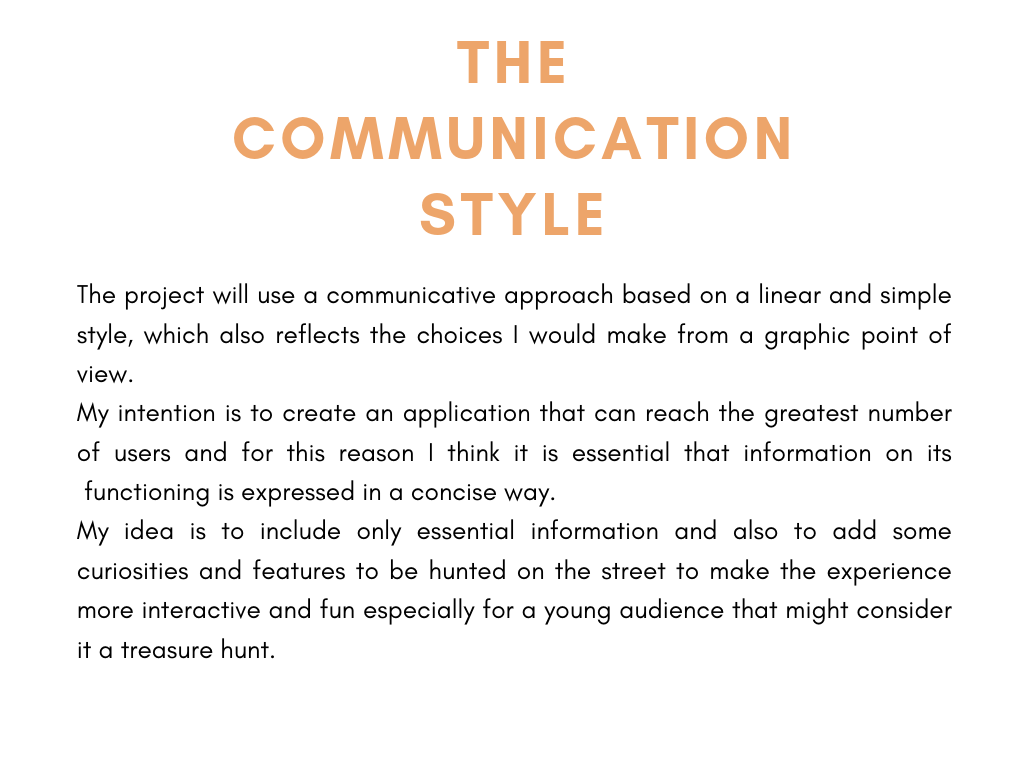 THE
COMMUNICATION
STYLE
The project will use a communicative approach based on a linear and simple
style, which also reflects the choices I would make from a graphic point of
view.
My intention is to create an application that can reach the greatest number
of users and for this reason I think it is essential that information on its
functioning is expressed in a concise way.
My idea is to include only essential information and also to add some
curiosities and features to be hunted on the street to make the experience
more interactive and fun especially for a young audience that might consider
it a treasure hunt.